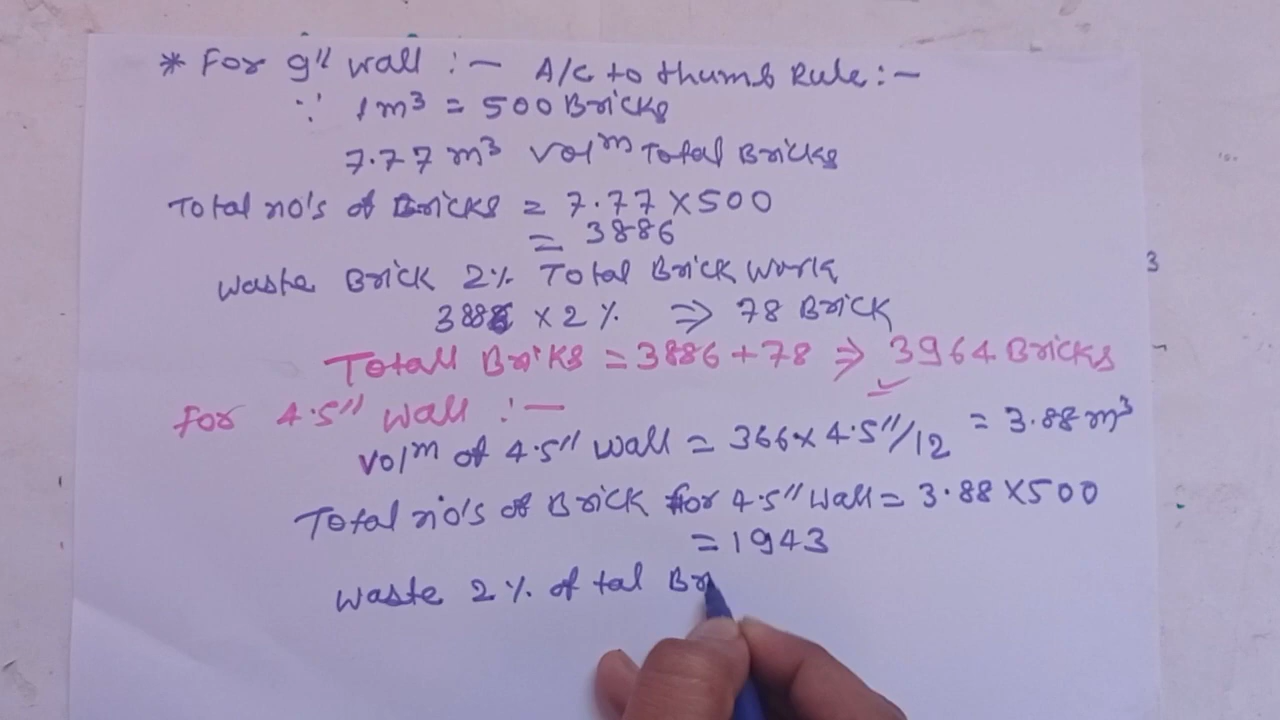 * For 9" wall :- A/c to thumb Rule :-
∵ 1m³ = 500 Bricks
7.77 m³ volᵐ Total Bricks
Total no's of Bricks = 7.77 × 500
= 3886
waste Brick 2% Total Brick work
3886 × 2% ⇒ 78 Brick
Totall Briks = 3886 + 78 ⇒ 3964 Bricks
for 4.5" wall :-
volᵐ of 4.5" wall = 366 × 4.5"/12 = 3.88 m³
Total no's of Brick for 4.5" wall = 3.88 × 500
= 1943
waste 2% of tal Br
3